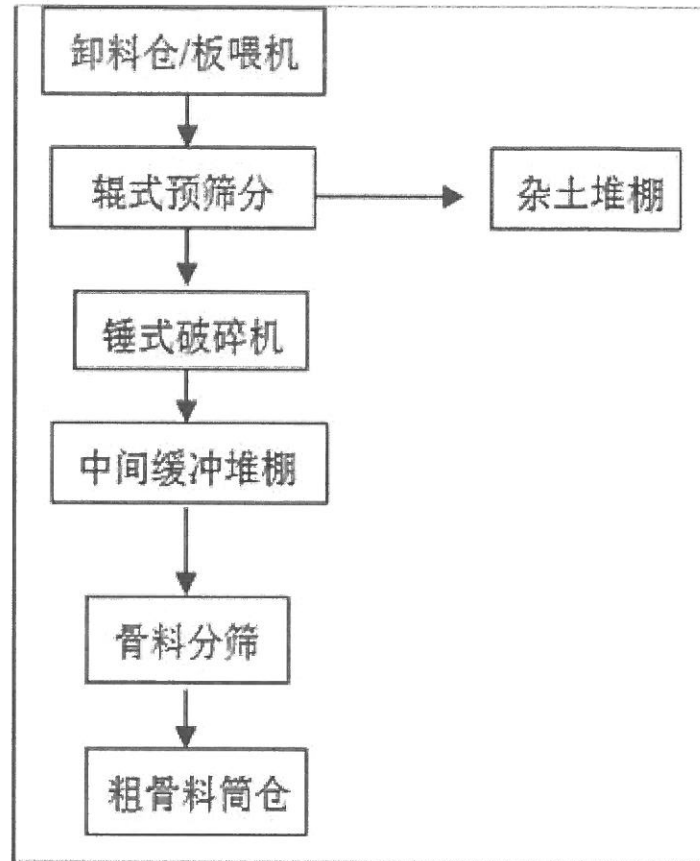 卸料仓/板喂机
辊式预筛分
杂土堆棚
锤式破碎机
中间缓冲堆棚
骨料分筛
粗骨料筒仓